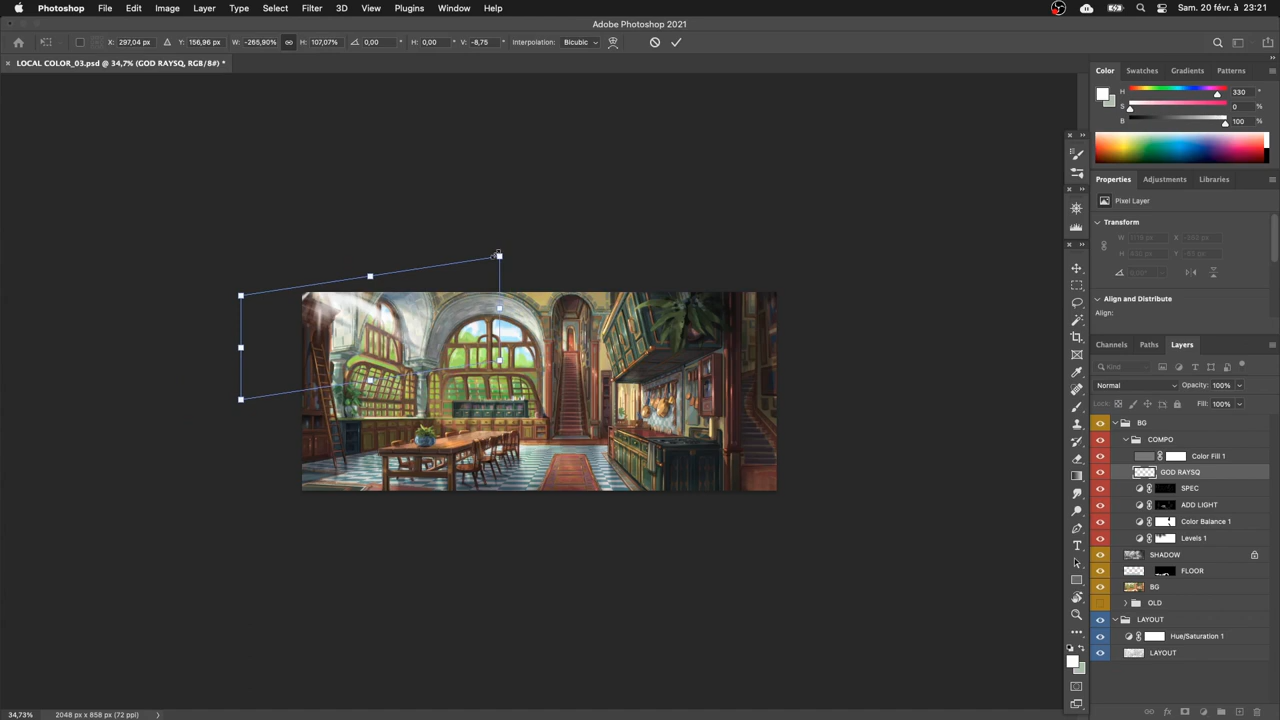 Photoshop File Edit Image Layer Type Select Filter 3D View Plugins Window Help Sam. 20 févr. à 23:21
Adobe Photoshop 2021
X: 297,04 px Y: 156,96 px W: -265,90% H: 107,07% 0,00 ° H: 0,00 ° V: -8,75 ° Interpolation: Bicubic
LOCAL COLOR_03.psd @ 34,7% (GOD RAYSQ, RGB/8#) *
Color Swatches Gradients Patterns
H 330 °
S 0 %
B 100 %
Properties Adjustments Libraries
Pixel Layer
Transform
Align and Distribute
Align:
Channels Paths Layers
Kind
Normal Opacity: 100%
Lock: Fill: 100%
BG
COMPO
Color Fill 1
GOD RAYSQ
SPEC
ADD LIGHT
Color Balance 1
Levels 1
SHADOW
FLOOR
BG
OLD
LAYOUT
Hue/Saturation 1
LAYOUT
34,73% 2048 px x 858 px (72 ppi)